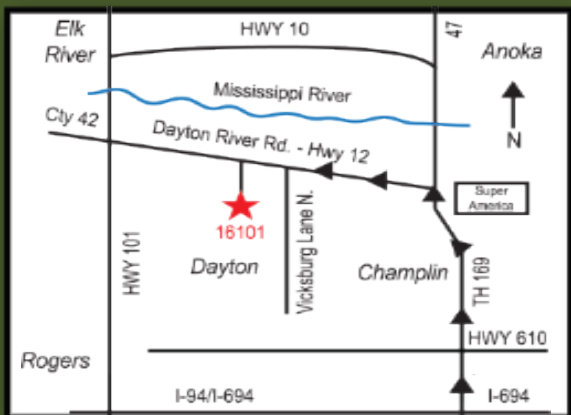 Elk
River
HWY 10
47
Anoka
Mississippi River
N
Cty 42
Dayton River Rd. - Hwy 12
Super
America
16101
HWY 101
Dayton
Vicksburg Lane N.
Champlin
TH 169
HWY 610
Rogers
I-94/I-694
I-694